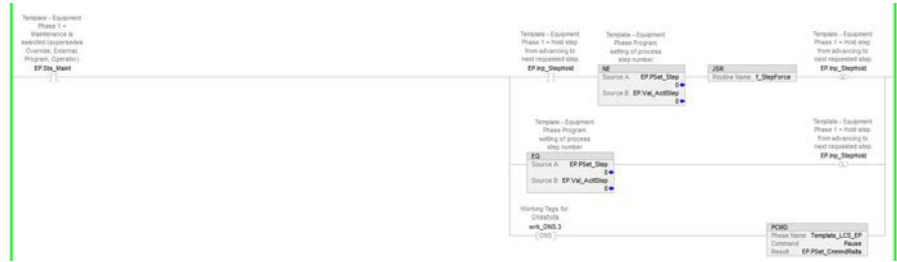 Template - Equipment
Phase 1 =
Maintenance is
selected (supersedes
Override, External,
Program, Operator).
EP.Sts_Maint
Template - Equipment
Phase 1 = Hold step
from advancing to
next requested step.
EP.Inp_StepHold
Template - Equipment
Phase Program
setting of process
step number
NE
Source A EP.PSet_Step
0
Source B EP.Val_ActlStep
0
JSR
Routine Name f_StepForce
Template - Equipment
Phase 1 = Hold step
from advancing to
next requested step.
EP.Inp_StepHold
Template - Equipment
Phase Program
setting of process
step number
EQ
Source A EP.PSet_Step
0
Source B EP.Val_ActlStep
0
Template - Equipment
Phase 1 = Hold step
from advancing to
next requested step.
EP.Inp_StepHold
L
Working Tags for
Oneshots
wrk_ONS.3
ONS
PCMD
Phase Name Template_LCS_EP
Command Pause
Result EP.PSet_CmmdRslts